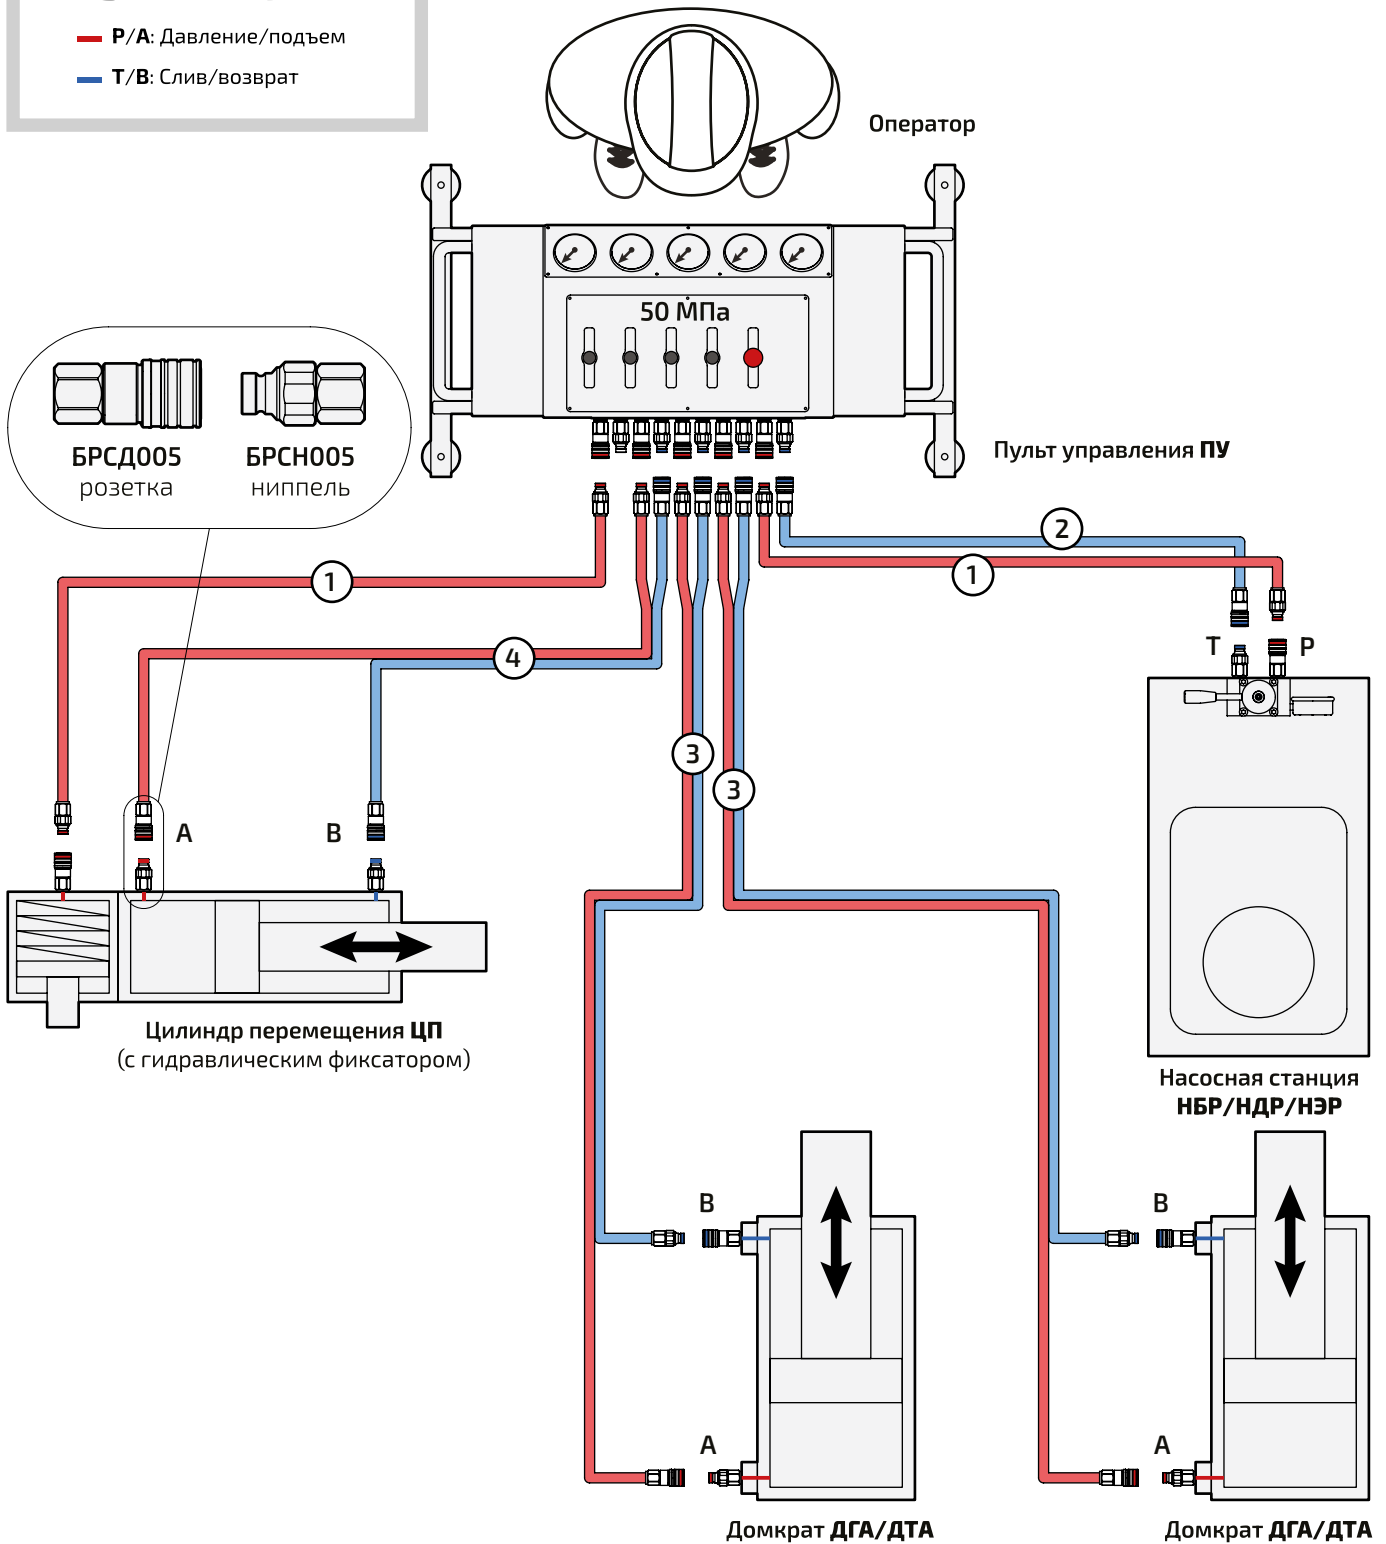 P/A: Давление/подъем
T/B: Слив/возврат
Оператор
50 МПа
БРСД005
розетка
БРСН005
ниппель
Пульт управления ПУ
2
1
1
4
T
P
3
3
A
B
Цилиндр перемещения ЦП
(с гидравлическим фиксатором)
Насосная станция
НБР/НДР/НЭР
B
B
A
A
Домкрат ДГА/ДТА
Домкрат ДГА/ДТА